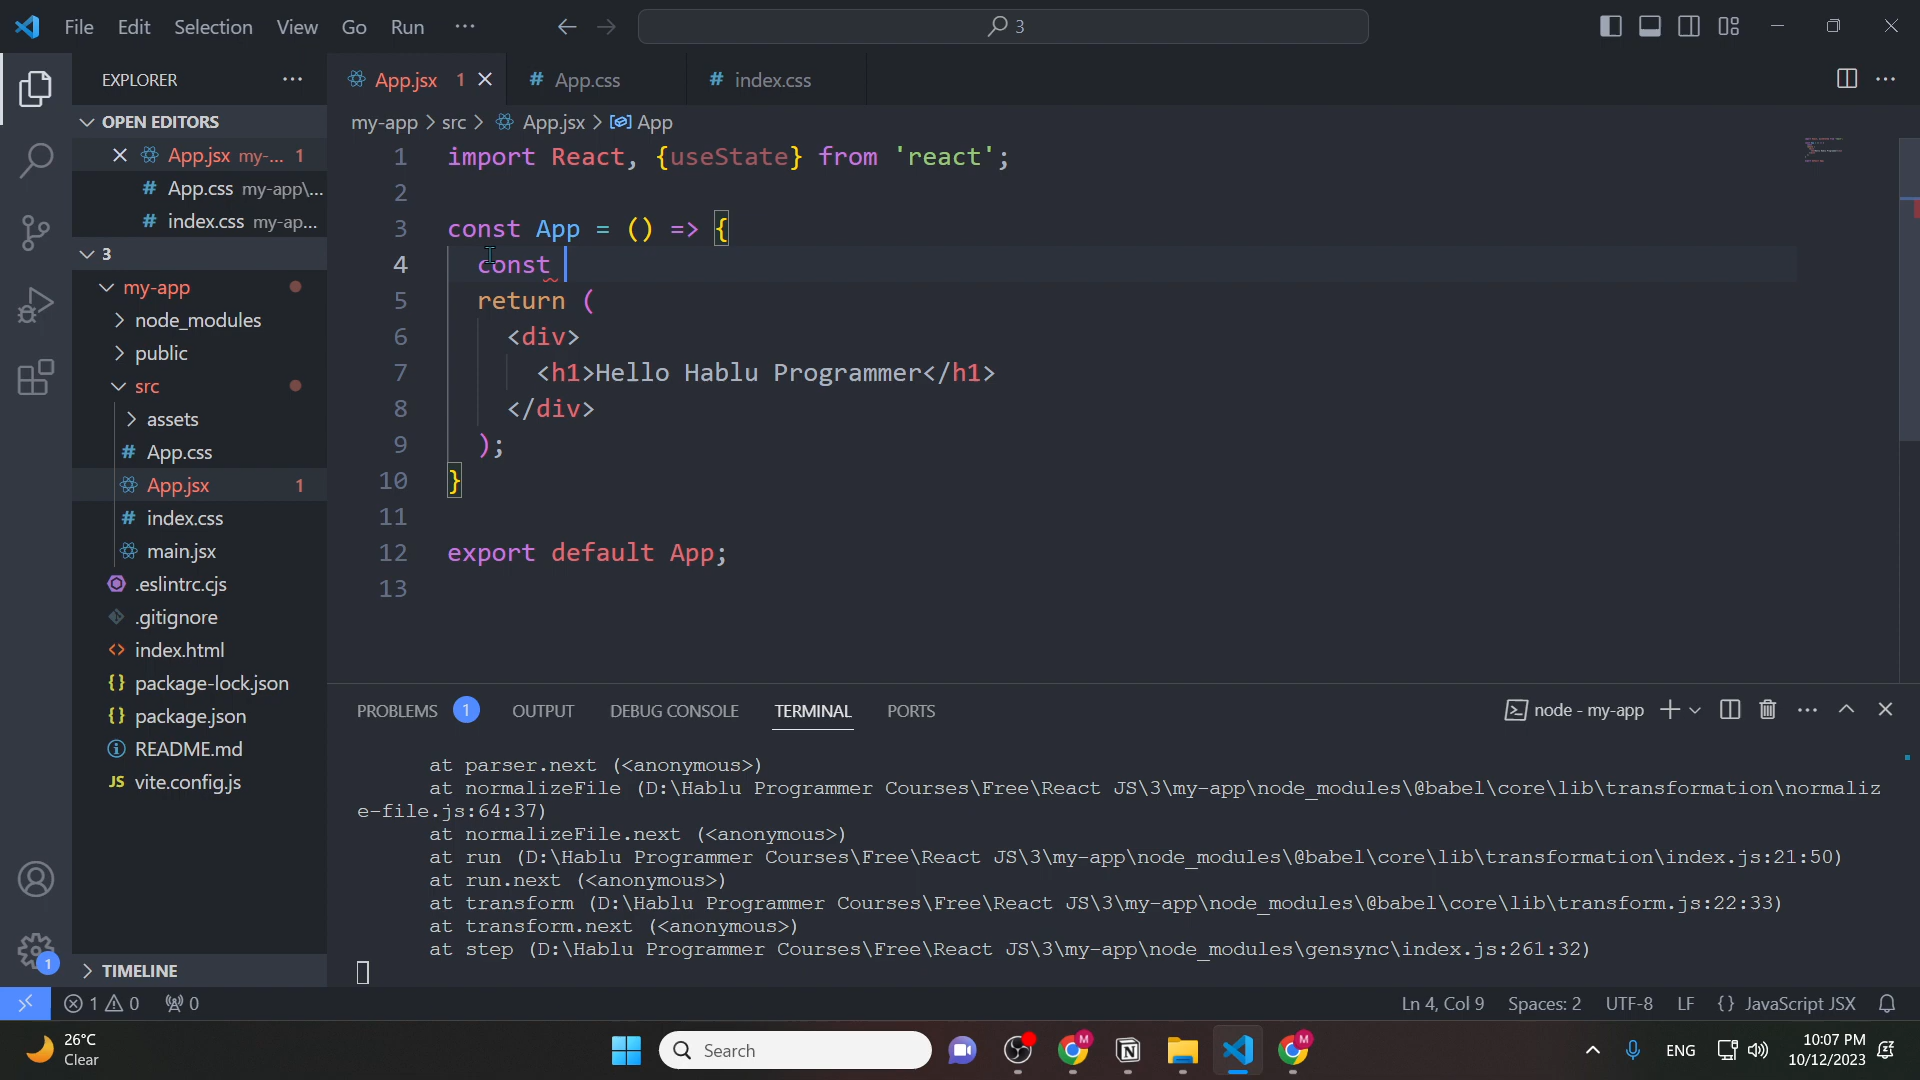 File Edit Selection View Go Run ··· 3
EXPLORER ···
App.jsx 1
# App.css
# index.css
OPEN EDITORS
App.jsx my-... 1
# App.css my-app\...
# index.css my-ap...
3
my-app
node_modules
public
src
assets
# App.css
App.jsx 1
# index.css
main.jsx
.eslintrc.cjs
.gitignore
<> index.html
{} package-lock.json
{} package.json
README.md
JS vite.config.js
TIMELINE
my-app > src > App.jsx > App
1 import React, {useState} from 'react';
2
3 const App = () => {
4 const
5 return (
6 <div>
7 <h1>Hello Hablu Programmer</h1>
8 </div>
9 );
10 }
11
12 export default App;
13
PROBLEMS 1 OUTPUT DEBUG CONSOLE TERMINAL PORTS node - my-app
at parser.next (<anonymous>)
at normalizeFile (D:\Hablu Programmer Courses\Free\React JS\3\my-app\node_modules\@babel\core\lib\transformation\normaliz
e-file.js:64:37)
at normalizeFile.next (<anonymous>)
at run (D:\Hablu Programmer Courses\Free\React JS\3\my-app\node_modules\@babel\core\lib\transformation\index.js:21:50)
at run.next (<anonymous>)
at transform (D:\Hablu Programmer Courses\Free\React JS\3\my-app\node_modules\@babel\core\lib\transform.js:22:33)
at transform.next (<anonymous>)
at step (D:\Hablu Programmer Courses\Free\React JS\3\my-app\node_modules\gensync\index.js:261:32)
1
1 0 0 Ln 4, Col 9 Spaces: 2 UTF-8 LF {} JavaScript JSX
26°C
Clear
Search
M
M
ENG
10:07 PM
10/12/2023